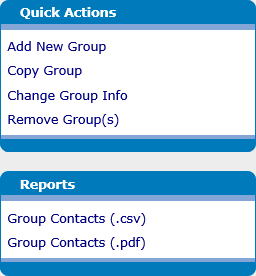 Quick Actions
Add New Group
Copy Group
Change Group Info
Remove Group(s)
Reports
Group Contacts (.csv)
Group Contacts (.pdf)